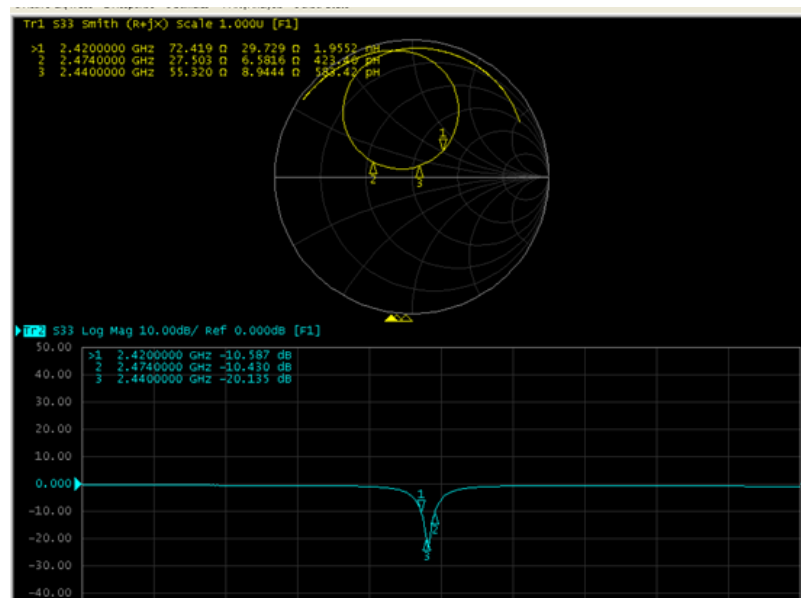 Tr1 S33 Smith (R+jX) Scale 1.000U [F1]
>1 2.4200000 GHz 72.419 Ω 29.729 Ω 1.9552 nH
2 2.4740000 GHz 27.503 Ω 6.5816 Ω 423.40 pH
3 2.4400000 GHz 55.320 Ω 8.9444 Ω 583.42 pH
1
2
3
Tr2 S33 Log Mag 10.00dB/ Ref 0.000dB [F1]
50.00
>1 2.4200000 GHz -10.587 dB
2 2.4740000 GHz -10.430 dB
3 2.4400000 GHz -20.135 dB
40.00
30.00
20.00
10.00
0.000
-10.00
-20.00
-30.00
-40.00
1
2
3